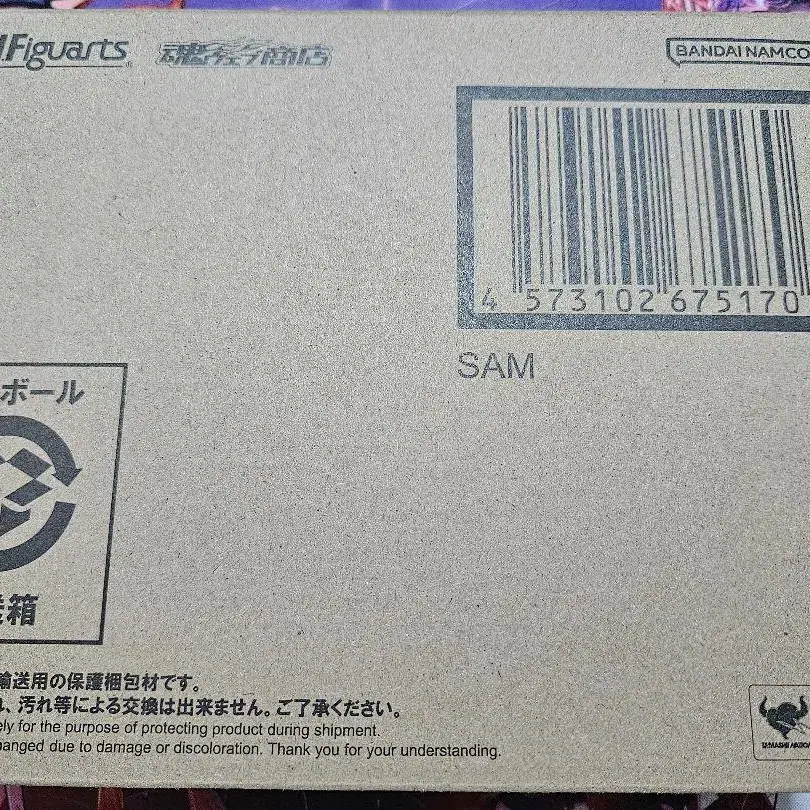 .Figuarts
魂ウェブ商店
BANDAI NAMCO
4 573102 675170
SAM
ボール
箱
輸送用の保護梱包材です。
、汚れ等による交換は出来ません。ご了承ください。
ely for the purpose of protecting product during shipment.
anged due to damage or discoloration. Thank you for your understanding.
TAMASHII NATIO